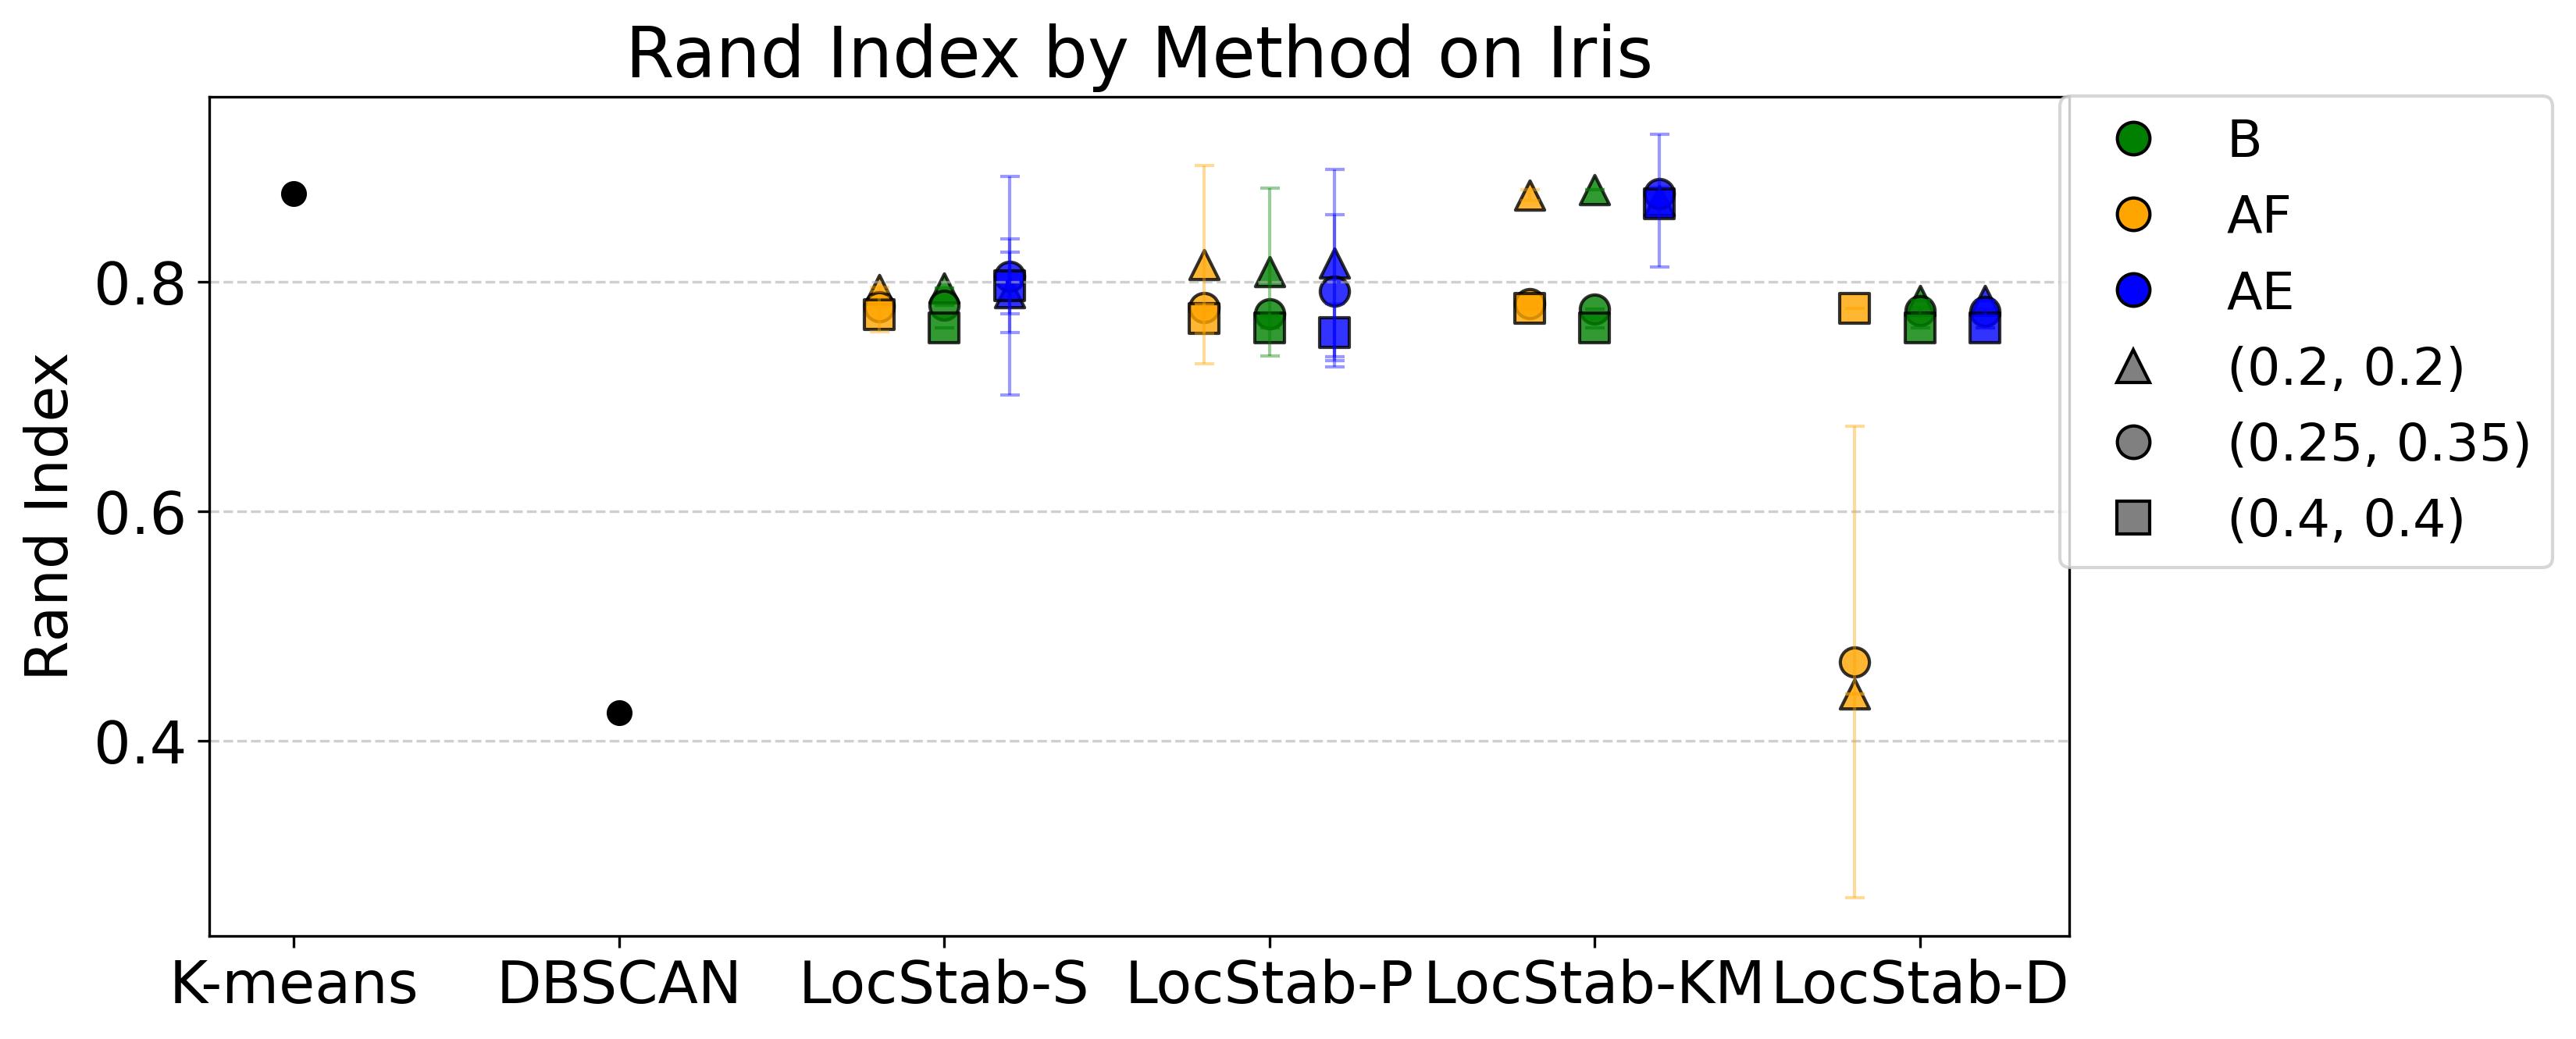 Rand Index by Method on Iris
Rand Index
0.8
0.6
0.4
K-means
DBSCAN
LocStab-S
LocStab-P
LocStab-KM
LocStab-D
B
AF
AE
(0.2, 0.2)
(0.25, 0.35)
(0.4, 0.4)